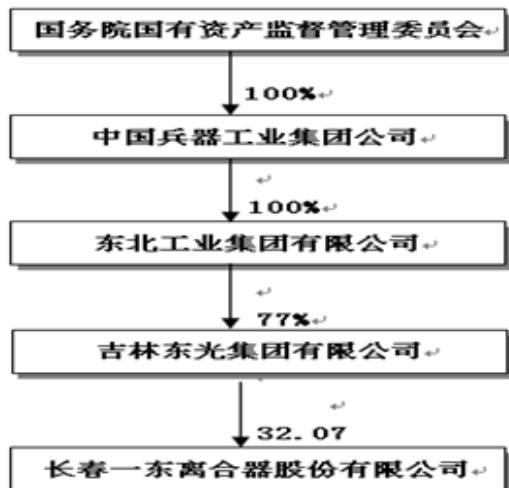 国务院国有资产监督管理委员会
100%
中国兵器工业集团公司
100%
东北工业集团有限公司
77%
吉林东光集团有限公司
32.07
长春一东离合器股份有限公司